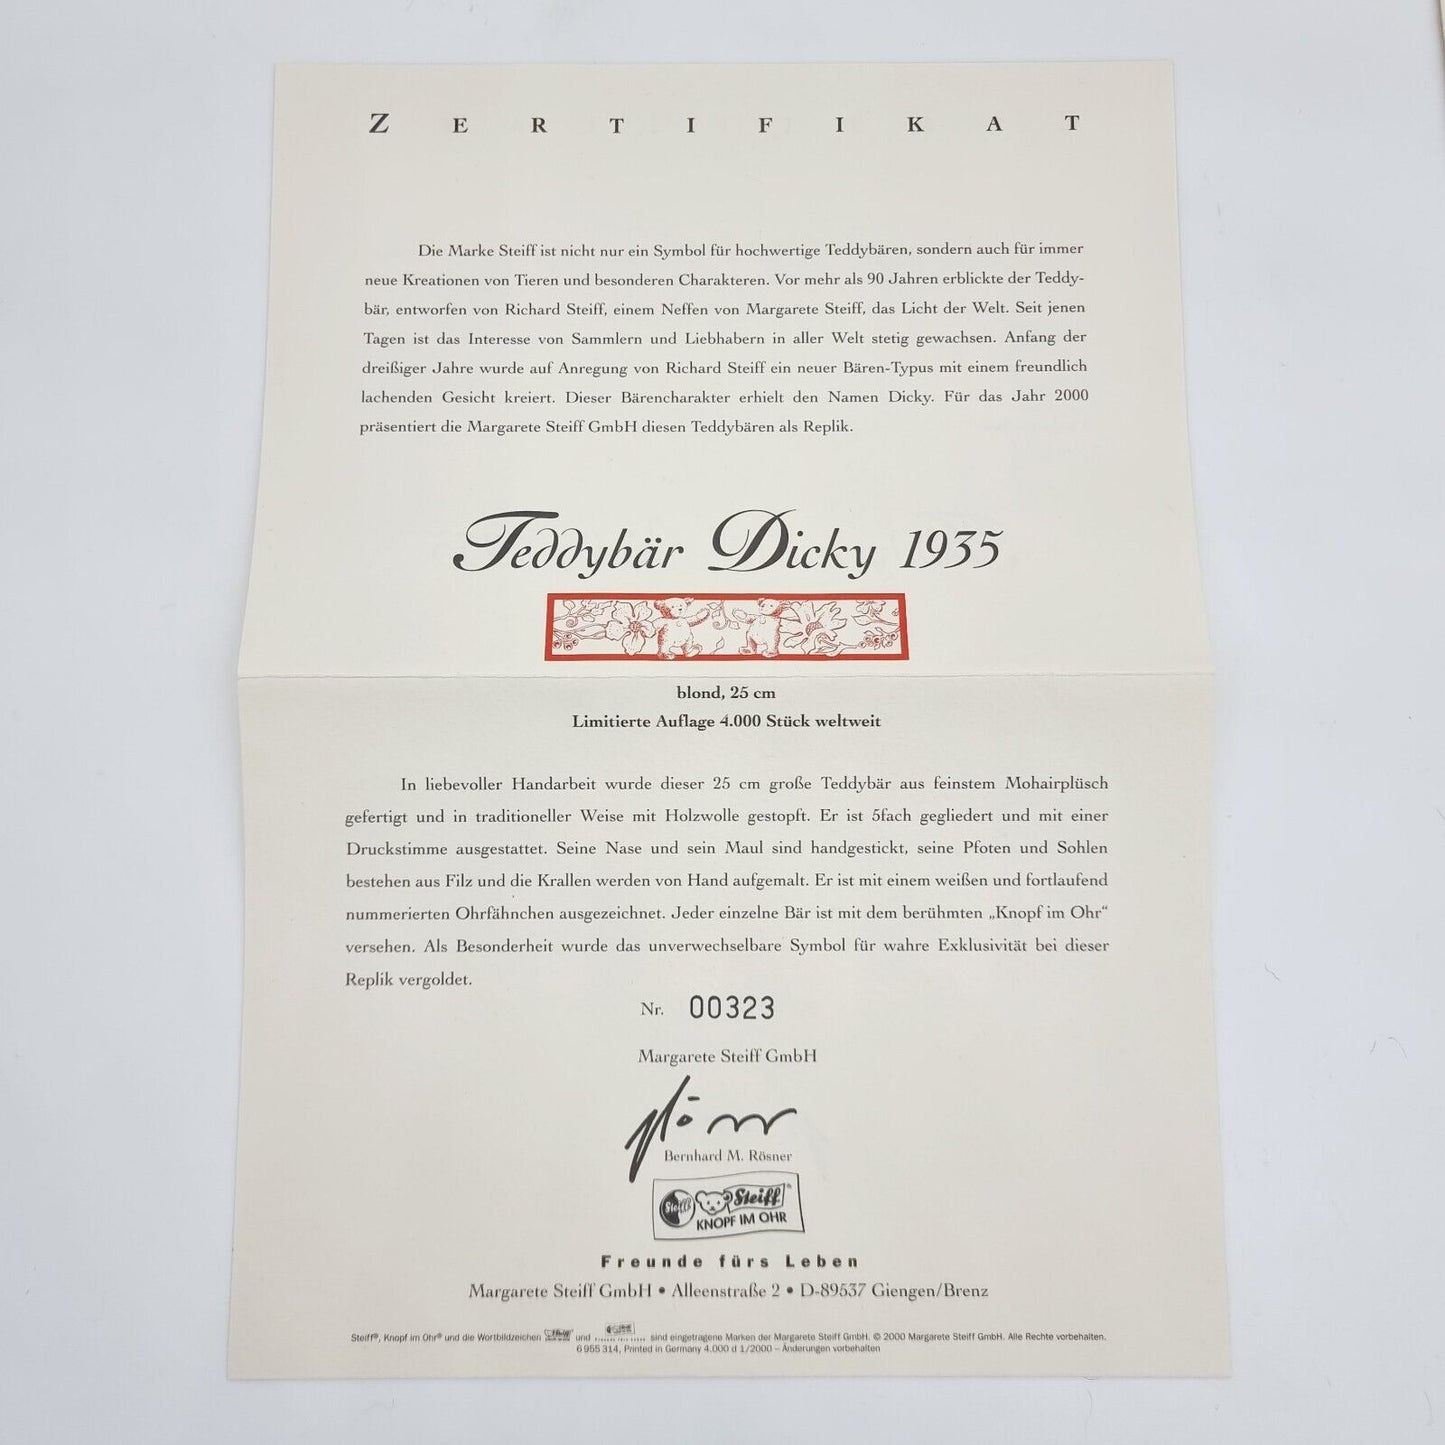 ZERTIFIKAT
Die Marke Steiff ist nicht nur ein Symbol für hochwertige Teddybären, sondern auch für immer
neue Kreationen von Tieren und besonderen Charakteren. Vor mehr als 90 Jahren erblickte der Teddy-
bär, entworfen von Richard Steiff, einem Neffen von Margarete Steiff, das Licht der Welt. Seit jenen
Tagen ist das Interesse von Sammlern und Liebhabern in aller Welt stetig gewachsen. Anfang der
dreißiger Jahre wurde auf Anregung von Richard Steiff ein neuer Bären-Typus mit einem freundlich
lachenden Gesicht kreiert. Dieser Bärencharakter erhielt den Namen Dicky. Für das Jahr 2000
präsentiert die Margarete Steiff GmbH diesen Teddybären als Replik.
Teddybär Dicky 1935
blond, 25 cm
Limitierte Auflage 4.000 Stück weltweit
In liebevoller Handarbeit wurde dieser 25 cm große Teddybär aus feinstem Mohairplüsch
gefertigt und in traditioneller Weise mit Holzwolle gestopft. Er ist 5fach gegliedert und mit einer
Druckstimme ausgestattet. Seine Nase und sein Maul sind handgestickt, seine Pfoten und Sohlen
bestehen aus Filz und die Krallen werden von Hand aufgemalt. Er ist mit einem weißen und fortlaufend
nummerierten Ohrfähnchen ausgezeichnet. Jeder einzelne Bär ist mit dem berühmten „Knopf im Ohr“
versehen. Als Besonderheit wurde das unverwechselbare Symbol für wahre Exklusivität bei dieser
Replik vergoldet.
Nr. 00323
Margarete Steiff GmbH
Bernhard M. Rösner
Steiff Steiff®
KNOPF IM OHR
Freunde fürs Leben
Margarete Steiff GmbH • Alleenstraße 2 • D-89537 Giengen/Brenz
Steiff®, Knopf im Ohr® und die Wortbildzeichen und sind eingetragene Marken der Margarete Steiff GmbH. © 2000 Margarete Steiff GmbH. Alle Rechte vorbehalten.
6 955 314, Printed in Germany 4.000 d 1/2000 – Änderungen vorbehalten